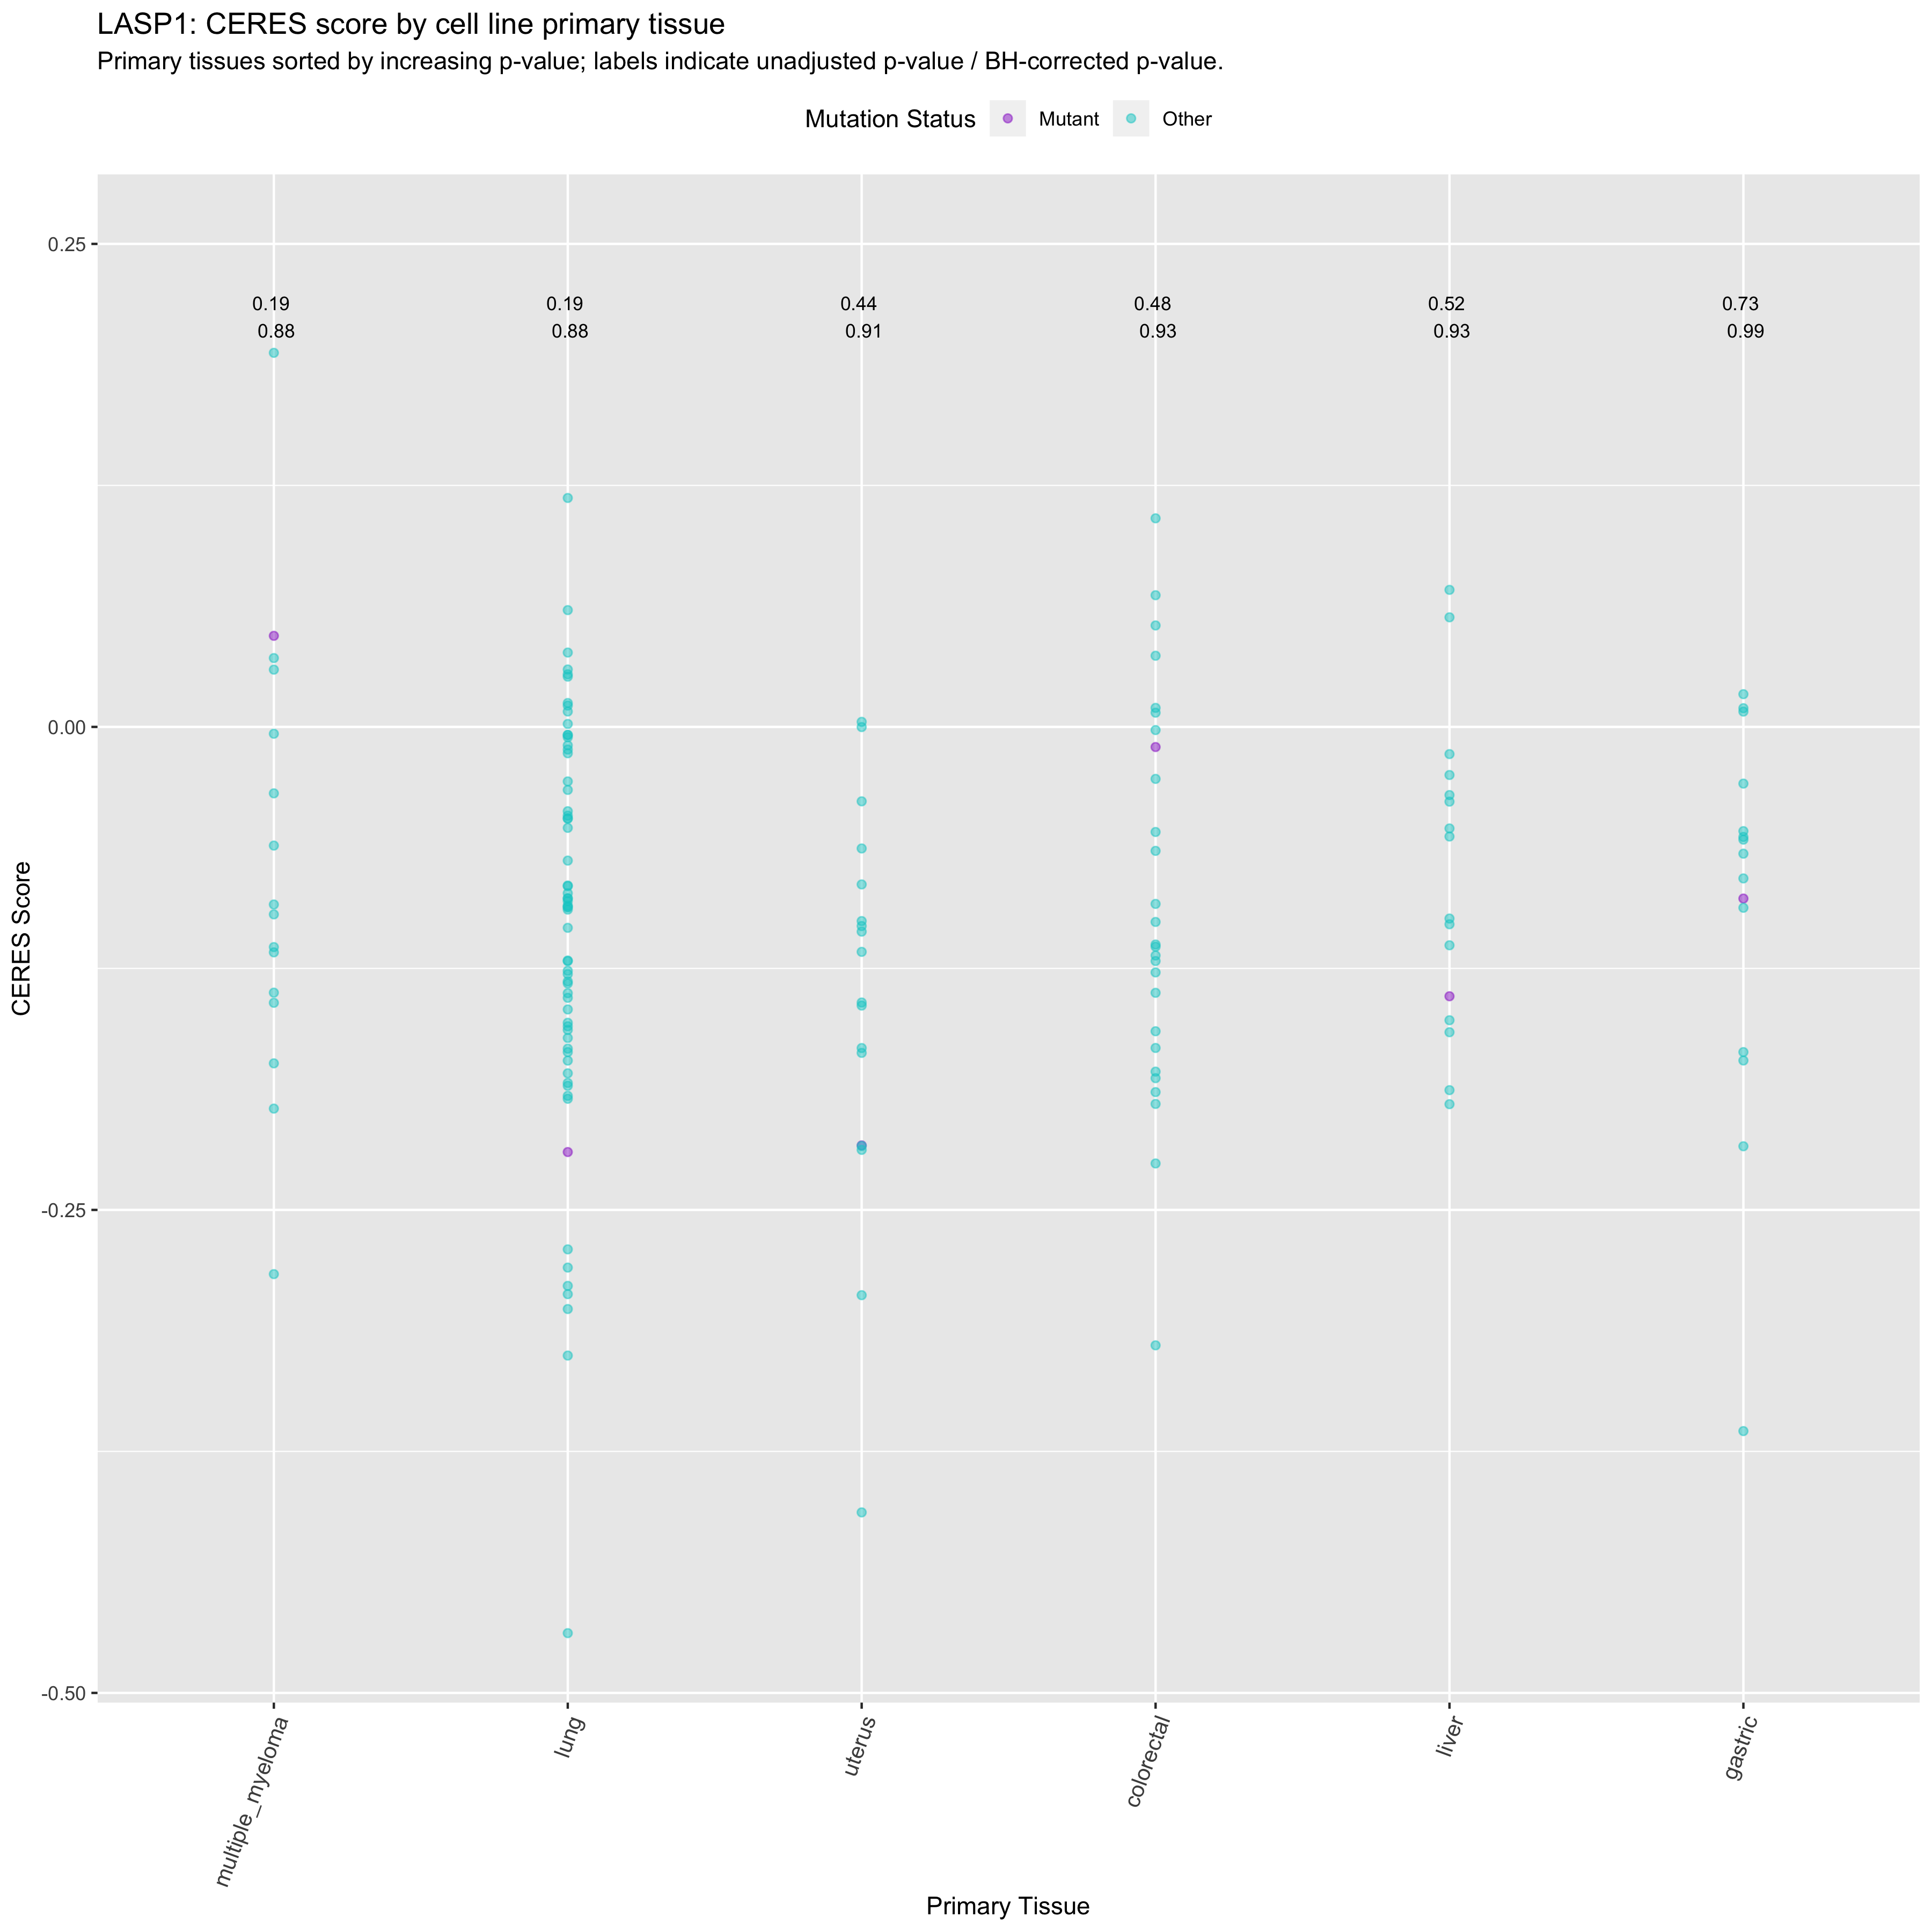 LASP1: CERES score by cell line primary tissue
Primary tissues sorted by increasing p-value; labels indicate unadjusted p-value / BH-corrected p-value.
Mutation Status Mutant Other
0.25
0.19 0.19 0.44 0.48 0.52 0.73
0.88 0.88 0.91 0.93 0.93 0.99
0.00
CERES Score
-0.25
-0.50
multiple_myeloma lung uterus colorectal liver gastric
Primary Tissue